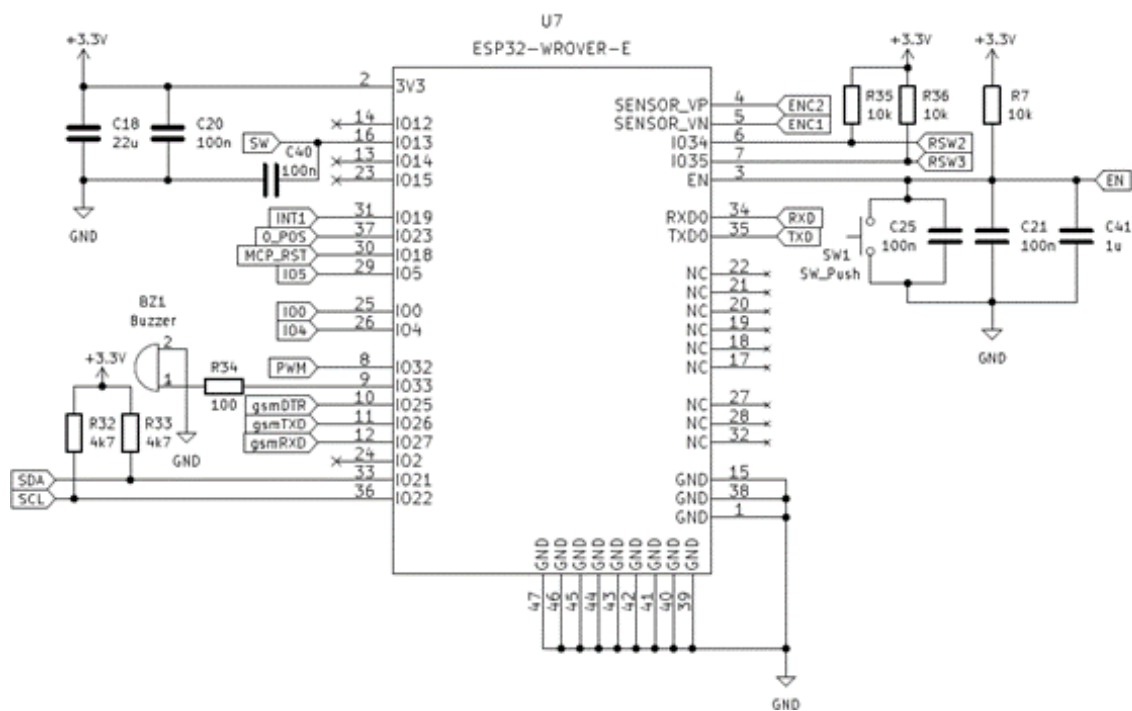 U7
ESP32-WROVER-E
+3.3V
C18
22u
C20
100n
GND
SW
C40
100n
2 3V3
14 IO12
16 IO13
13 IO14
23 IO15
INT1 31 IO19
O_POS 37 IO23
MCP_RST 30 IO18
IO5 29 IO5
IO0 25 IO0
IO4 26 IO4
PWM 8 IO32
9 IO33
gsmDTR 10 IO25
gsmTXD 11 IO26
gsmRXD 12 IO27
24 IO2
SDA 33 IO21
SCL 36 IO22
BZ1
Buzzer
2
1
R34
100
GND
+3.3V
R32
4k7
R33
4k7
SENSOR_VP 4 ENC2
SENSOR_VN 5 ENC1
IO34 6 RSW2
IO35 7 RSW3
EN 3 EN
RXD0 34 RXD
TXD0 35 TXD
NC 22
NC 21
NC 20
NC 19
NC 18
NC 17
NC 27
NC 28
NC 32
GND 15
GND 38
GND 1
+3.3V
R35
10k
R36
10k
+3.3V
R7
10k
SW1
SW_Push
C25
100n
C21
100n
C41
1u
GND
GND GND GND GND GND GND GND GND GND
47 46 45 44 43 42 41 40 39
GND